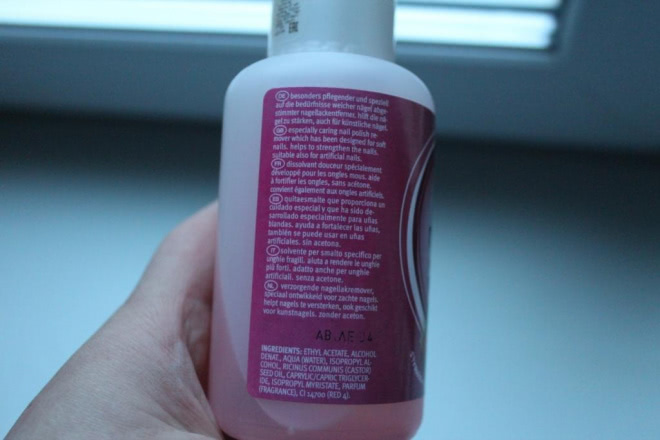 DE besonders pflegender und speziell
auf die bedürfnisse weicher nägel abge-
stimmter nagellackentferner. hilft die nä-
gel zu stärken, auch für künstliche nägel.
GB especially caring nail polish re-
mover which has been designed for soft
nails. helps to strengthen the nails.
suitable also for artificial nails.
FR dissolvant douceur spécialement
développé pour les ongles mous. aide
à fortifier les ongles, sans acétone.
convient également aux ongles artificiels.
ES quitaesmalte que proporciona un
cuidado especial y que ha sido de-
sarrollado especialmente para uñas
blandas. ayuda a fortalecer las uñas,
también se puede usar en uñas
artificiales. sin acetona.
IT solvente per smalto specifica per
unghie fragili. aiuta a rendere le unghie
più forti. adatto anche per unghie
artificiali. senza acetone.
NL verzorgende nagellakremover,
speciaal ontwikkeld voor zachte nagels.
helpt nagels te versterken, ook geschikt
voor kunstnagels. zonder aceton.
INGREDIENTS: ETHYL ACETATE, ALCOHOL
DENAT., AQUA (WATER), ISOPROPYL AL-
COHOL, RICINUS COMMUNIS (CASTOR)
SEED OIL, CAPRYLIC/CAPRIC TRIGLYCER-
IDE, ISOPROPYL MYRISTATE, PARFUM
(FRAGRANCE), CI 14700 (RED 4).